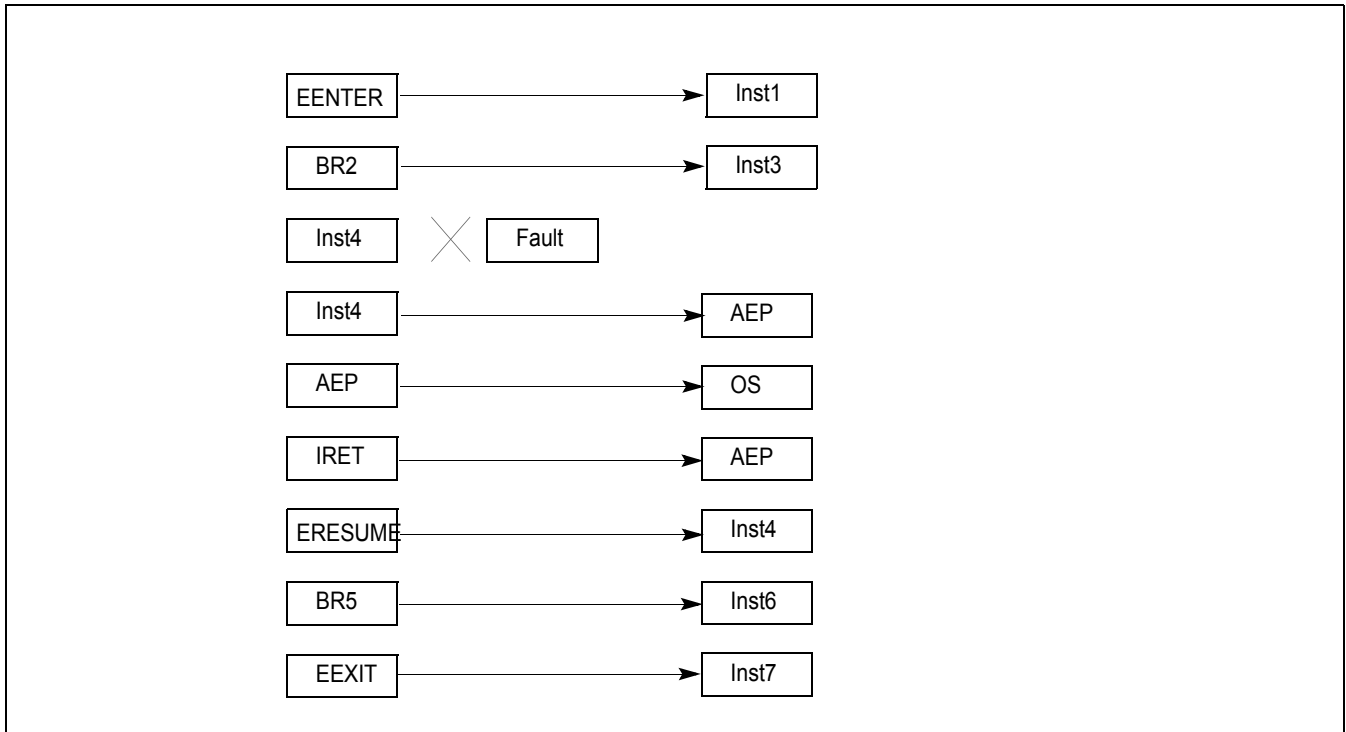 EENTER Inst1
BR2 Inst3
Inst4 Fault
Inst4 AEP
AEP OS
IRET AEP
ERESUME Inst4
BR5 Inst6
EEXIT Inst7